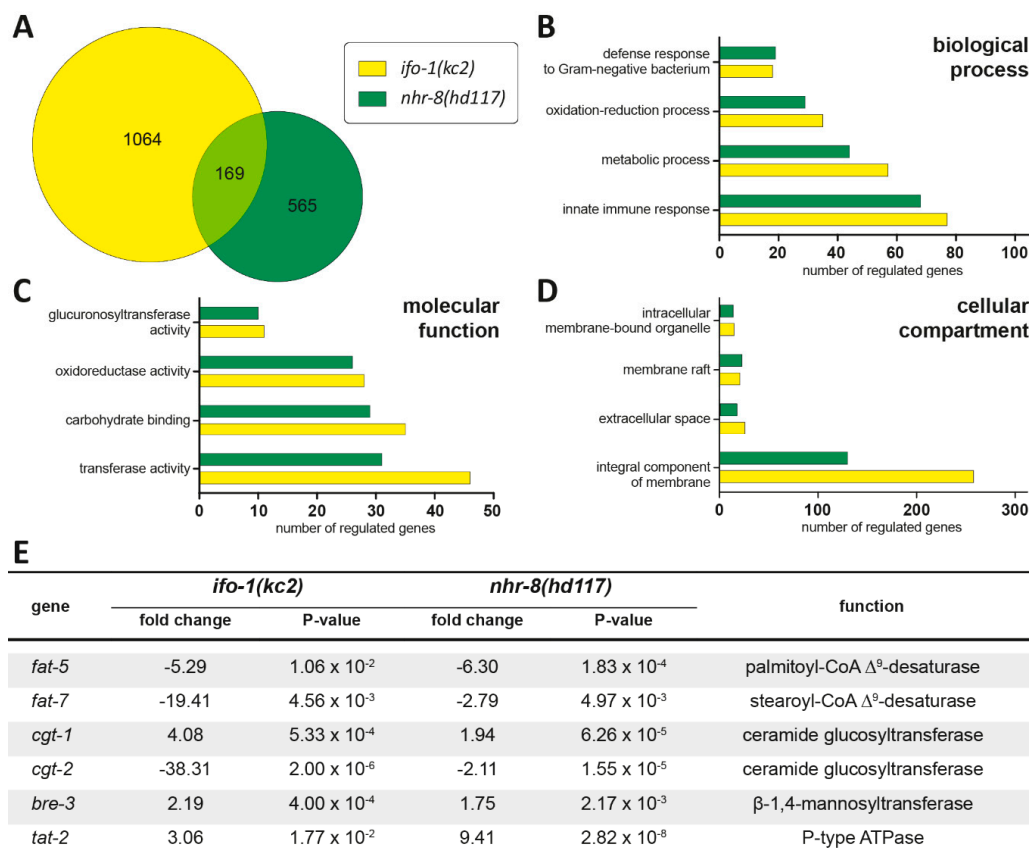 A
ifo-1(kc2)
nhr-8(hd117)
1064
169
565
B
biological
process
defense response
to Gram-negative bacterium
oxidation-reduction process
metabolic process
innate immune response
0 20 40 60 80 100
number of regulated genes
C
molecular
function
glucuronosyltransferase
activity
oxidoreductase activity
carbohydrate binding
transferase activity
0 10 20 30 40 50
number of regulated genes
D
cellular
compartment
intracellular
membrane-bound organelle
membrane raft
extracellular space
integral component
of membrane
0 100 200 300
number of regulated genes
E
gene ifo-1(kc2) nhr-8(hd117) function
fold change P-value fold change P-value
fat-5 -5.29 1.06 x 10⁻² -6.30 1.83 x 10⁻⁴ palmitoyl-CoA Δ⁹-desaturase
fat-7 -19.41 4.56 x 10⁻³ -2.79 4.97 x 10⁻³ stearoyl-CoA Δ⁹-desaturase
cgt-1 4.08 5.33 x 10⁻⁴ 1.94 6.26 x 10⁻⁵ ceramide glucosyltransferase
cgt-2 -38.31 2.00 x 10⁻⁶ -2.11 1.55 x 10⁻⁵ ceramide glucosyltransferase
bre-3 2.19 4.00 x 10⁻⁴ 1.75 2.17 x 10⁻³ β-1,4-mannosyltransferase
tat-2 3.06 1.77 x 10⁻² 9.41 2.82 x 10⁻⁸ P-type ATPase